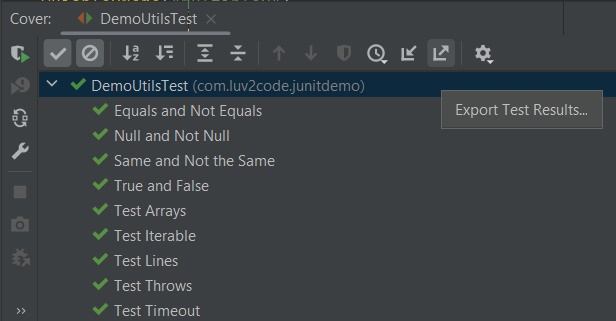 Cover:
DemoUtilsTest
DemoUtilsTest (com.luv2code.junitdemo)
Export Test Results...
Equals and Not Equals
Null and Not Null
Same and Not the Same
True and False
Test Arrays
Test Iterable
Test Lines
Test Throws
Test Timeout